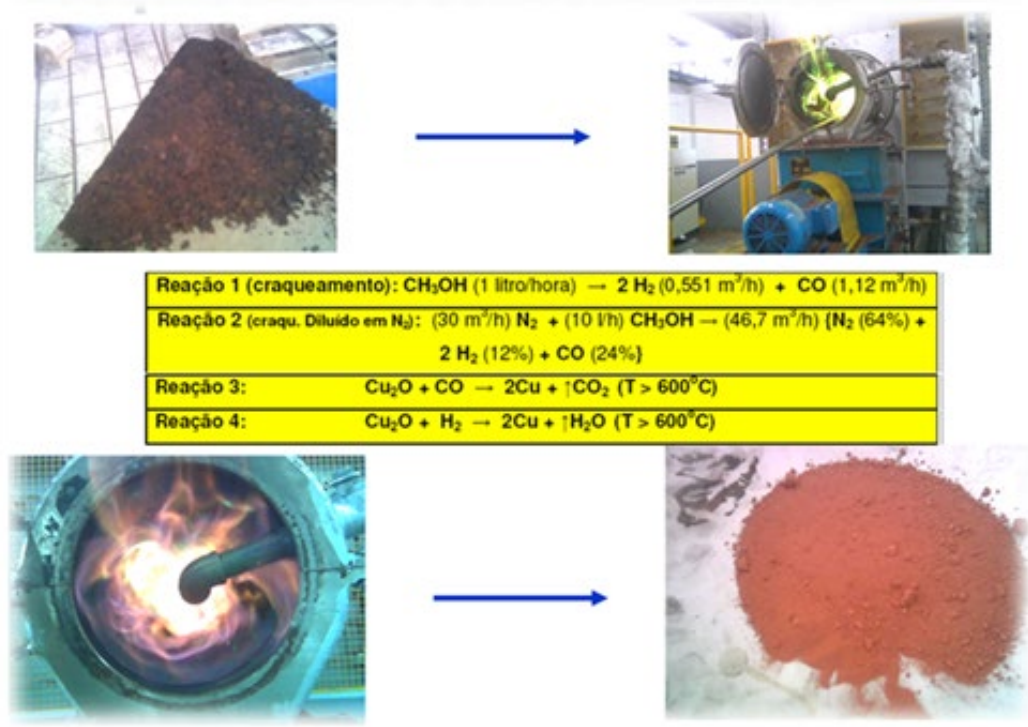 Reação 1 (craqueamento): CH₃OH (1 litro/hora) → 2 H₂ (0,551 m³/h) + CO (1,12 m³/h)
Reação 2 (craqu. Diluído em N₂): (30 m³/h) N₂ + (10 l/h) CH₃OH → (46,7 m³/h) {N₂ (64%) +
2 H₂ (12%) + CO (24%}
Reação 3: Cu₂O + CO → 2Cu + ↑CO₂ (T > 600⁰C)
Reação 4: Cu₂O + H₂ → 2Cu + ↑H₂O (T > 600⁰C)